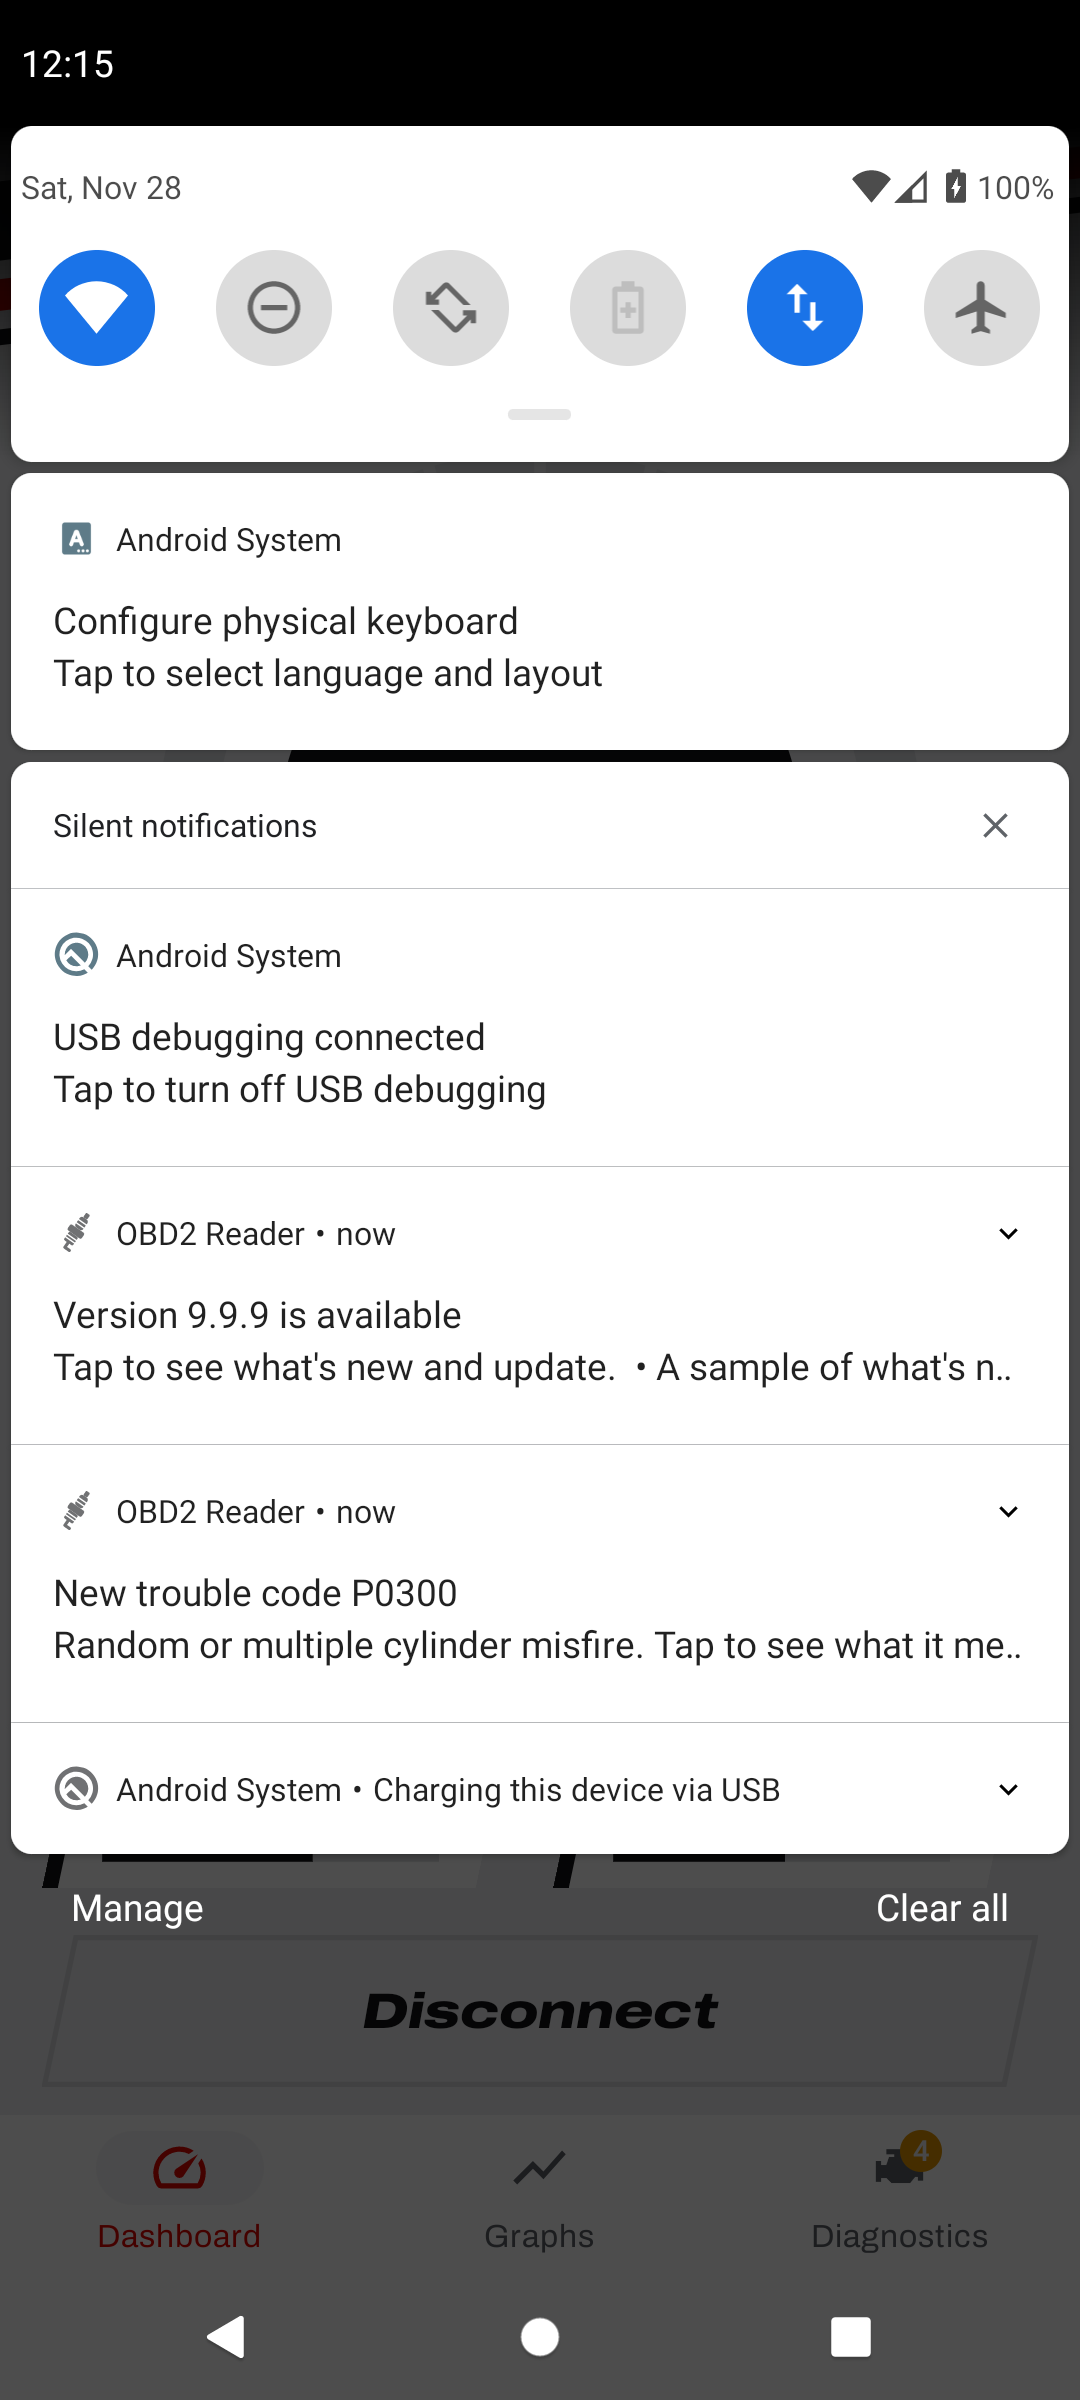 12:15
Sat, Nov 28
100%
Android System
Configure physical keyboard
Tap to select language and layout
Silent notifications
Android System
USB debugging connected
Tap to turn off USB debugging
OBD2 Reader • now
Version 9.9.9 is available
Tap to see what's new and update.  • A sample of what's n..
OBD2 Reader • now
New trouble code P0300
Random or multiple cylinder misfire. Tap to see what it me..
Android System • Charging this device via USB
Manage
Clear all
Disconnect
4
Dashboard
Graphs
Diagnostics